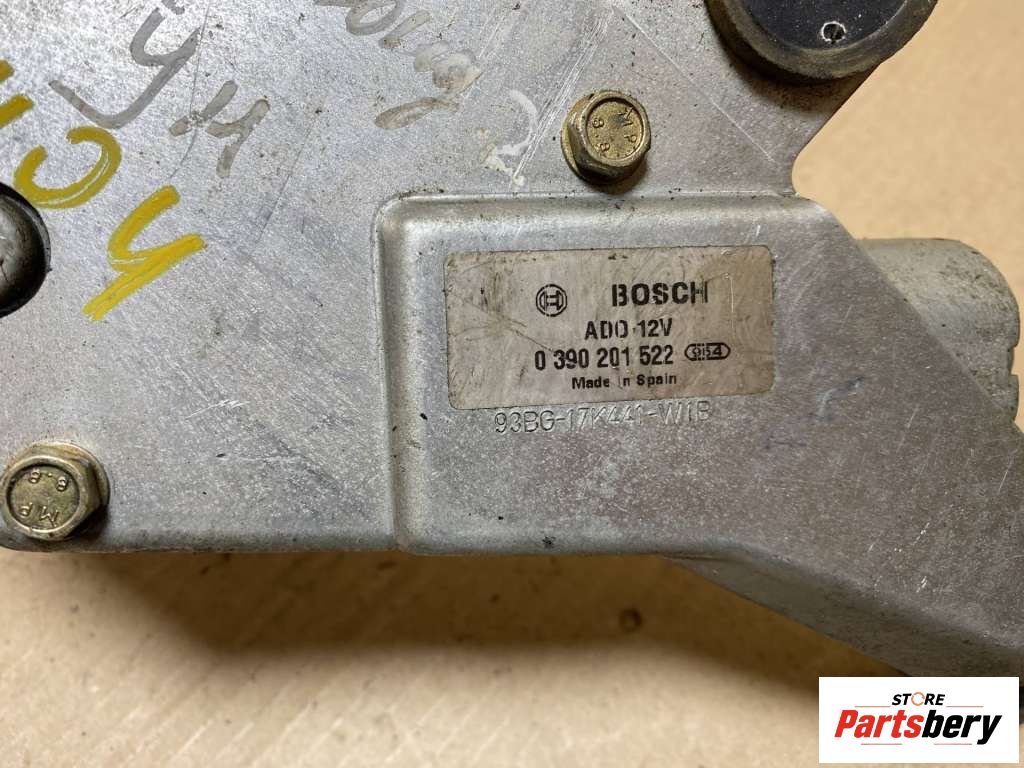 BOSCH
ADO 12V
0 390 201 522 954
Made in Spain
93BG-17K441-W1B
MP
8.8
MP
8.8
STORE
Partsbery